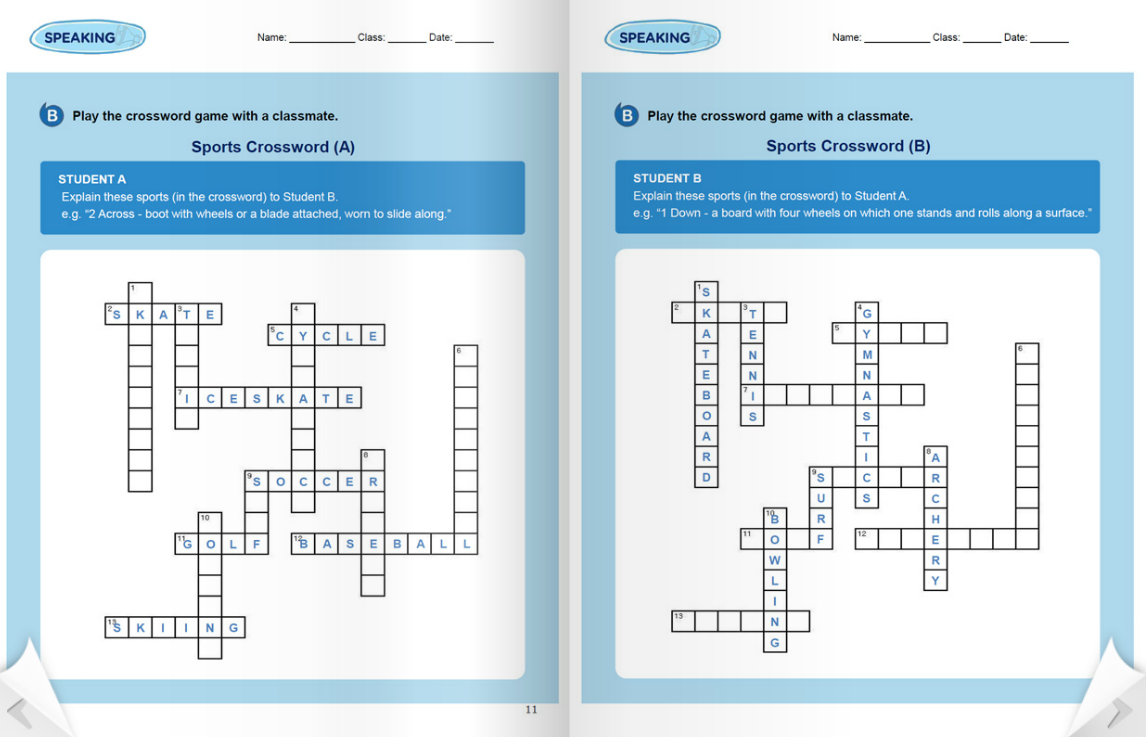 SPEAKING
Name: ____________ Class: _______ Date: _______
B Play the crossword game with a classmate.
Sports Crossword (A)
STUDENT A
Explain these sports (in the crossword) to Student B.
e.g. “2 Across - boot with wheels or a blade attached, worn to slide along.”
1
2 S K A 3 T E 4
5 C Y C L E
6
7 I C E S K A T E
8
9 S O C C E R
10
11 G O L F 12 B A S E B A L L
13 S K I I N G
11
SPEAKING
Name: ____________ Class: _______ Date: _______
B Play the crossword game with a classmate.
Sports Crossword (B)
STUDENT B
Explain these sports (in the crossword) to Student A.
e.g. “1 Down - a board with four wheels on which one stands and rolls along a surface.”
1 S
2 K 3 T 4 G
A E 5 Y
T N M 6
E N N
B 7 I A
O S S
A T
R I 8 A
D 9 S C R
U S C
10 B R H
11 O F 12 E
W R
L Y
I
13 N
G